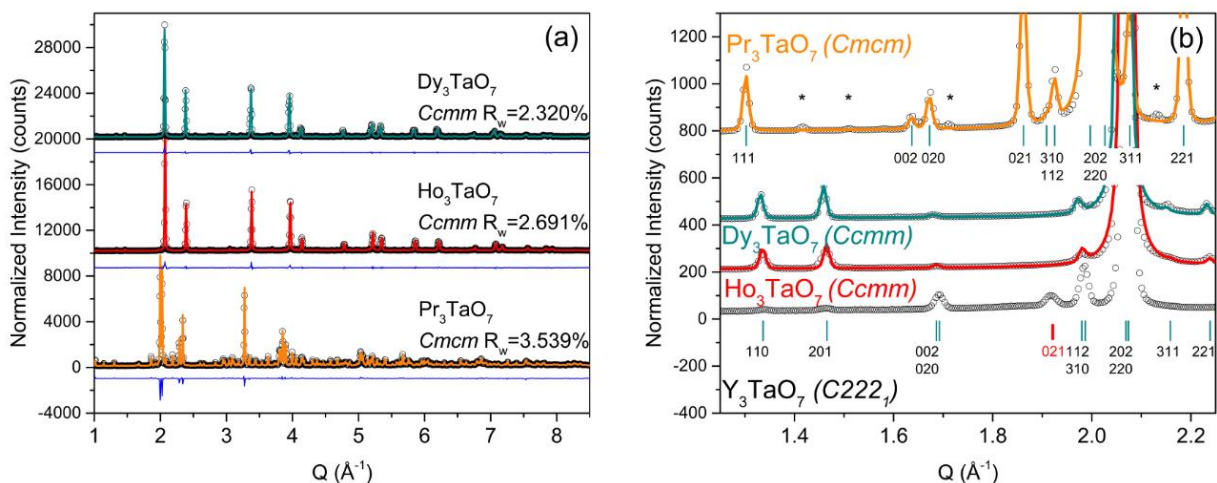 (a)
Normalized Intensity (counts)
28000
24000
20000
16000
12000
8000
4000
0
-4000
Dy₃TaO₇
Ccmm R_w=2.320%
Ho₃TaO₇
Ccmm R_w=2.691%
Pr₃TaO₇
Cmcm R_w=3.539%
1 2 3 4 5 6 7 8
Q (Å⁻¹)
(b)
Normalized Intensity (counts)
1200
1000
800
600
400
200
0
-200
-400
Pr₃TaO₇ (Cmcm)
* * * *
111 002 020 021 310 202 311 221
112 220
Dy₃TaO₇ (Ccmm)
Ho₃TaO₇ (Ccmm)
110 201 002 021 112 202 311 221
020 310 220
Y₃TaO₇ (C222₁)
1.4 1.6 1.8 2.0 2.2
Q (Å⁻¹)